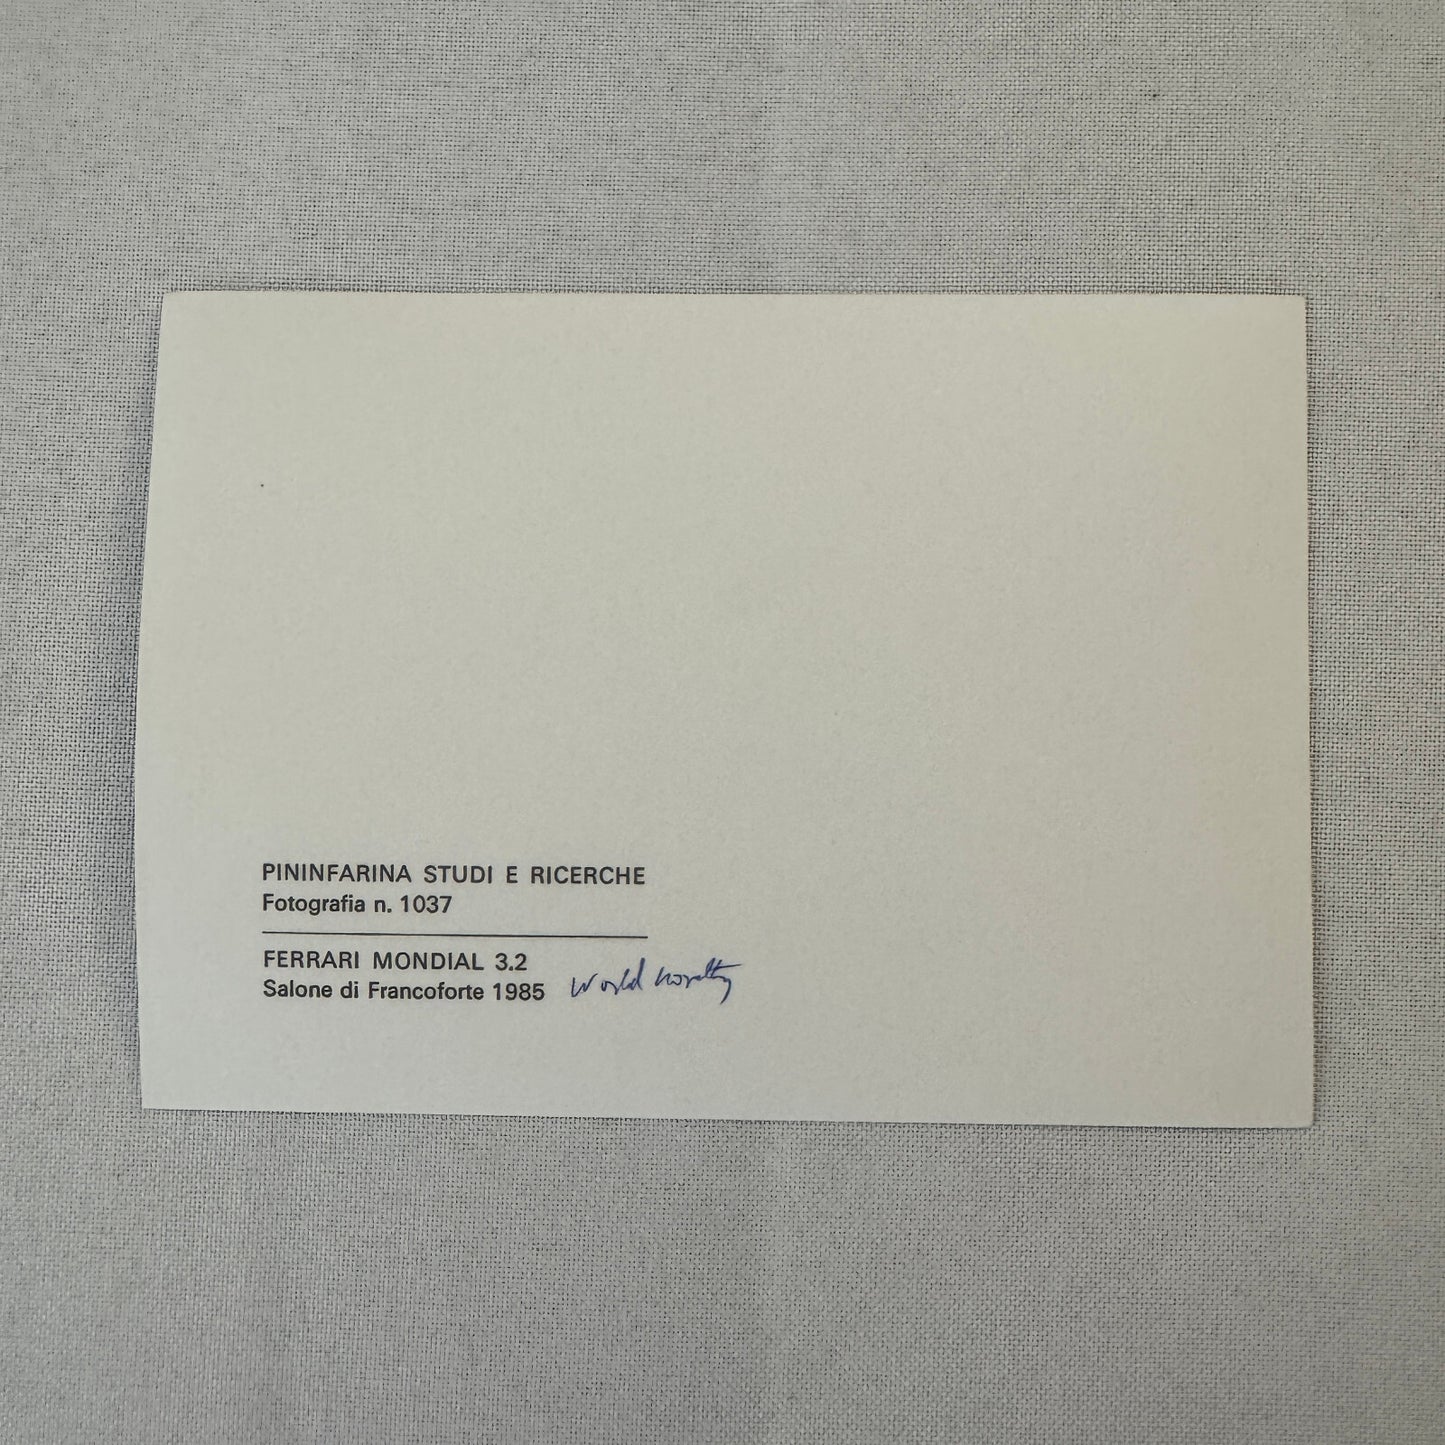 PININFARINA STUDI E RICERCHE
Fotografia n. 1037
FERRARI MONDIAL 3.2
Salone di Francoforte 1985 World novelty